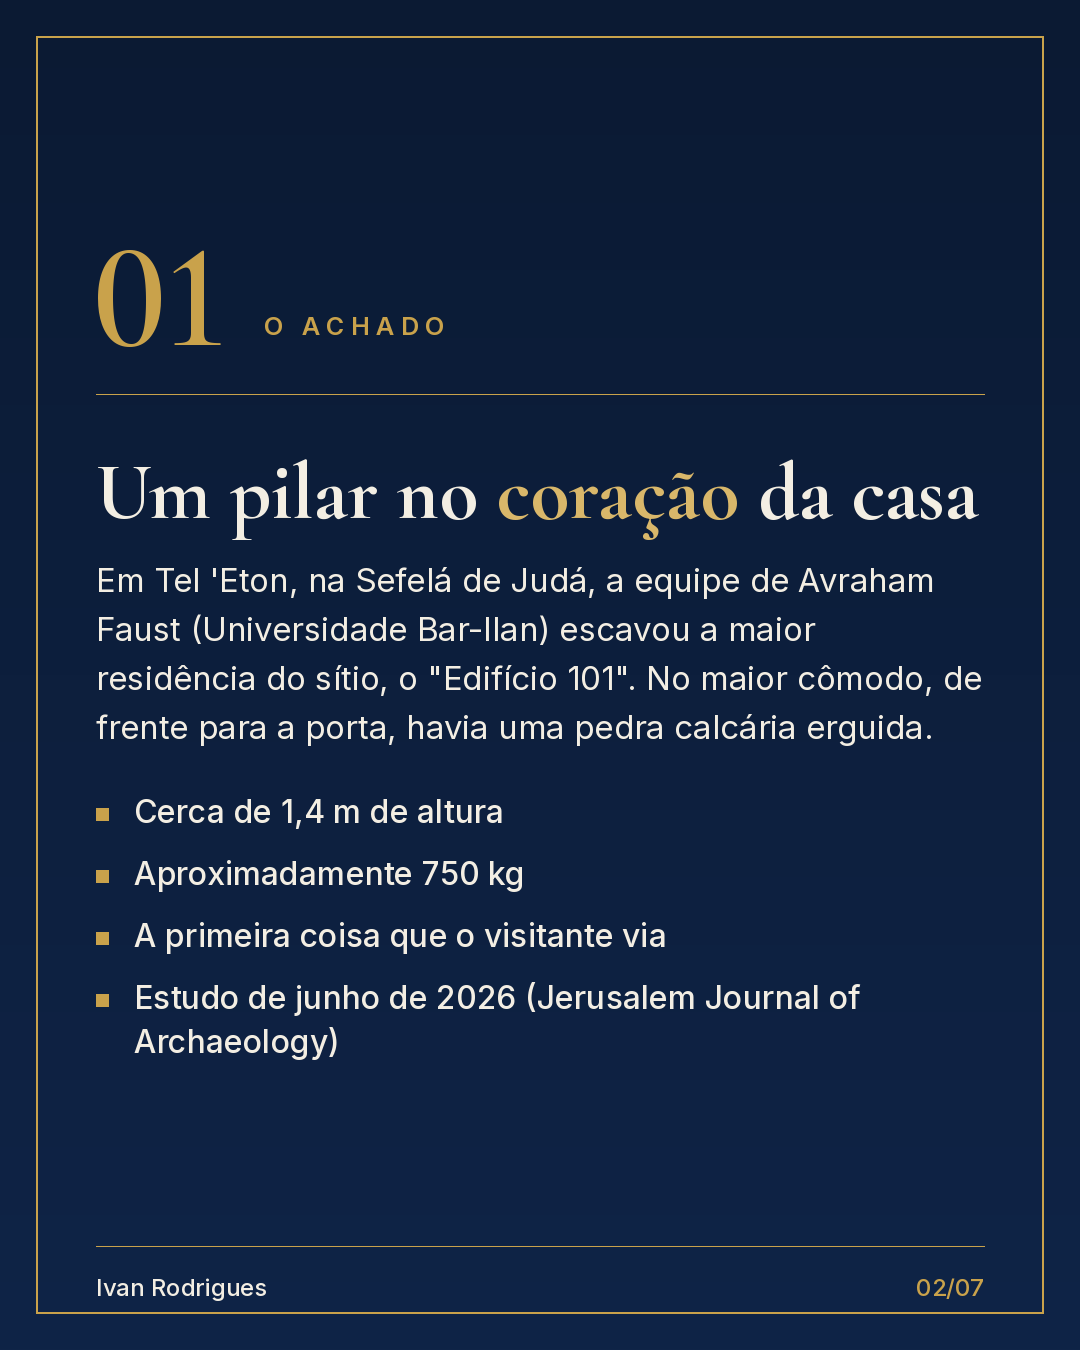 01 O ACHADO
Um pilar no coração da casa
Em Tel 'Eton, na Sefelá de Judá, a equipe de Avraham
Faust (Universidade Bar-Ilan) escavou a maior
residência do sítio, o "Edifício 101". No maior cômodo, de
frente para a porta, havia uma pedra calcária erguida.
Cerca de 1,4 m de altura
Aproximadamente 750 kg
A primeira coisa que o visitante via
Estudo de junho de 2026 (Jerusalem Journal of
Archaeology)
Ivan Rodrigues 02/07